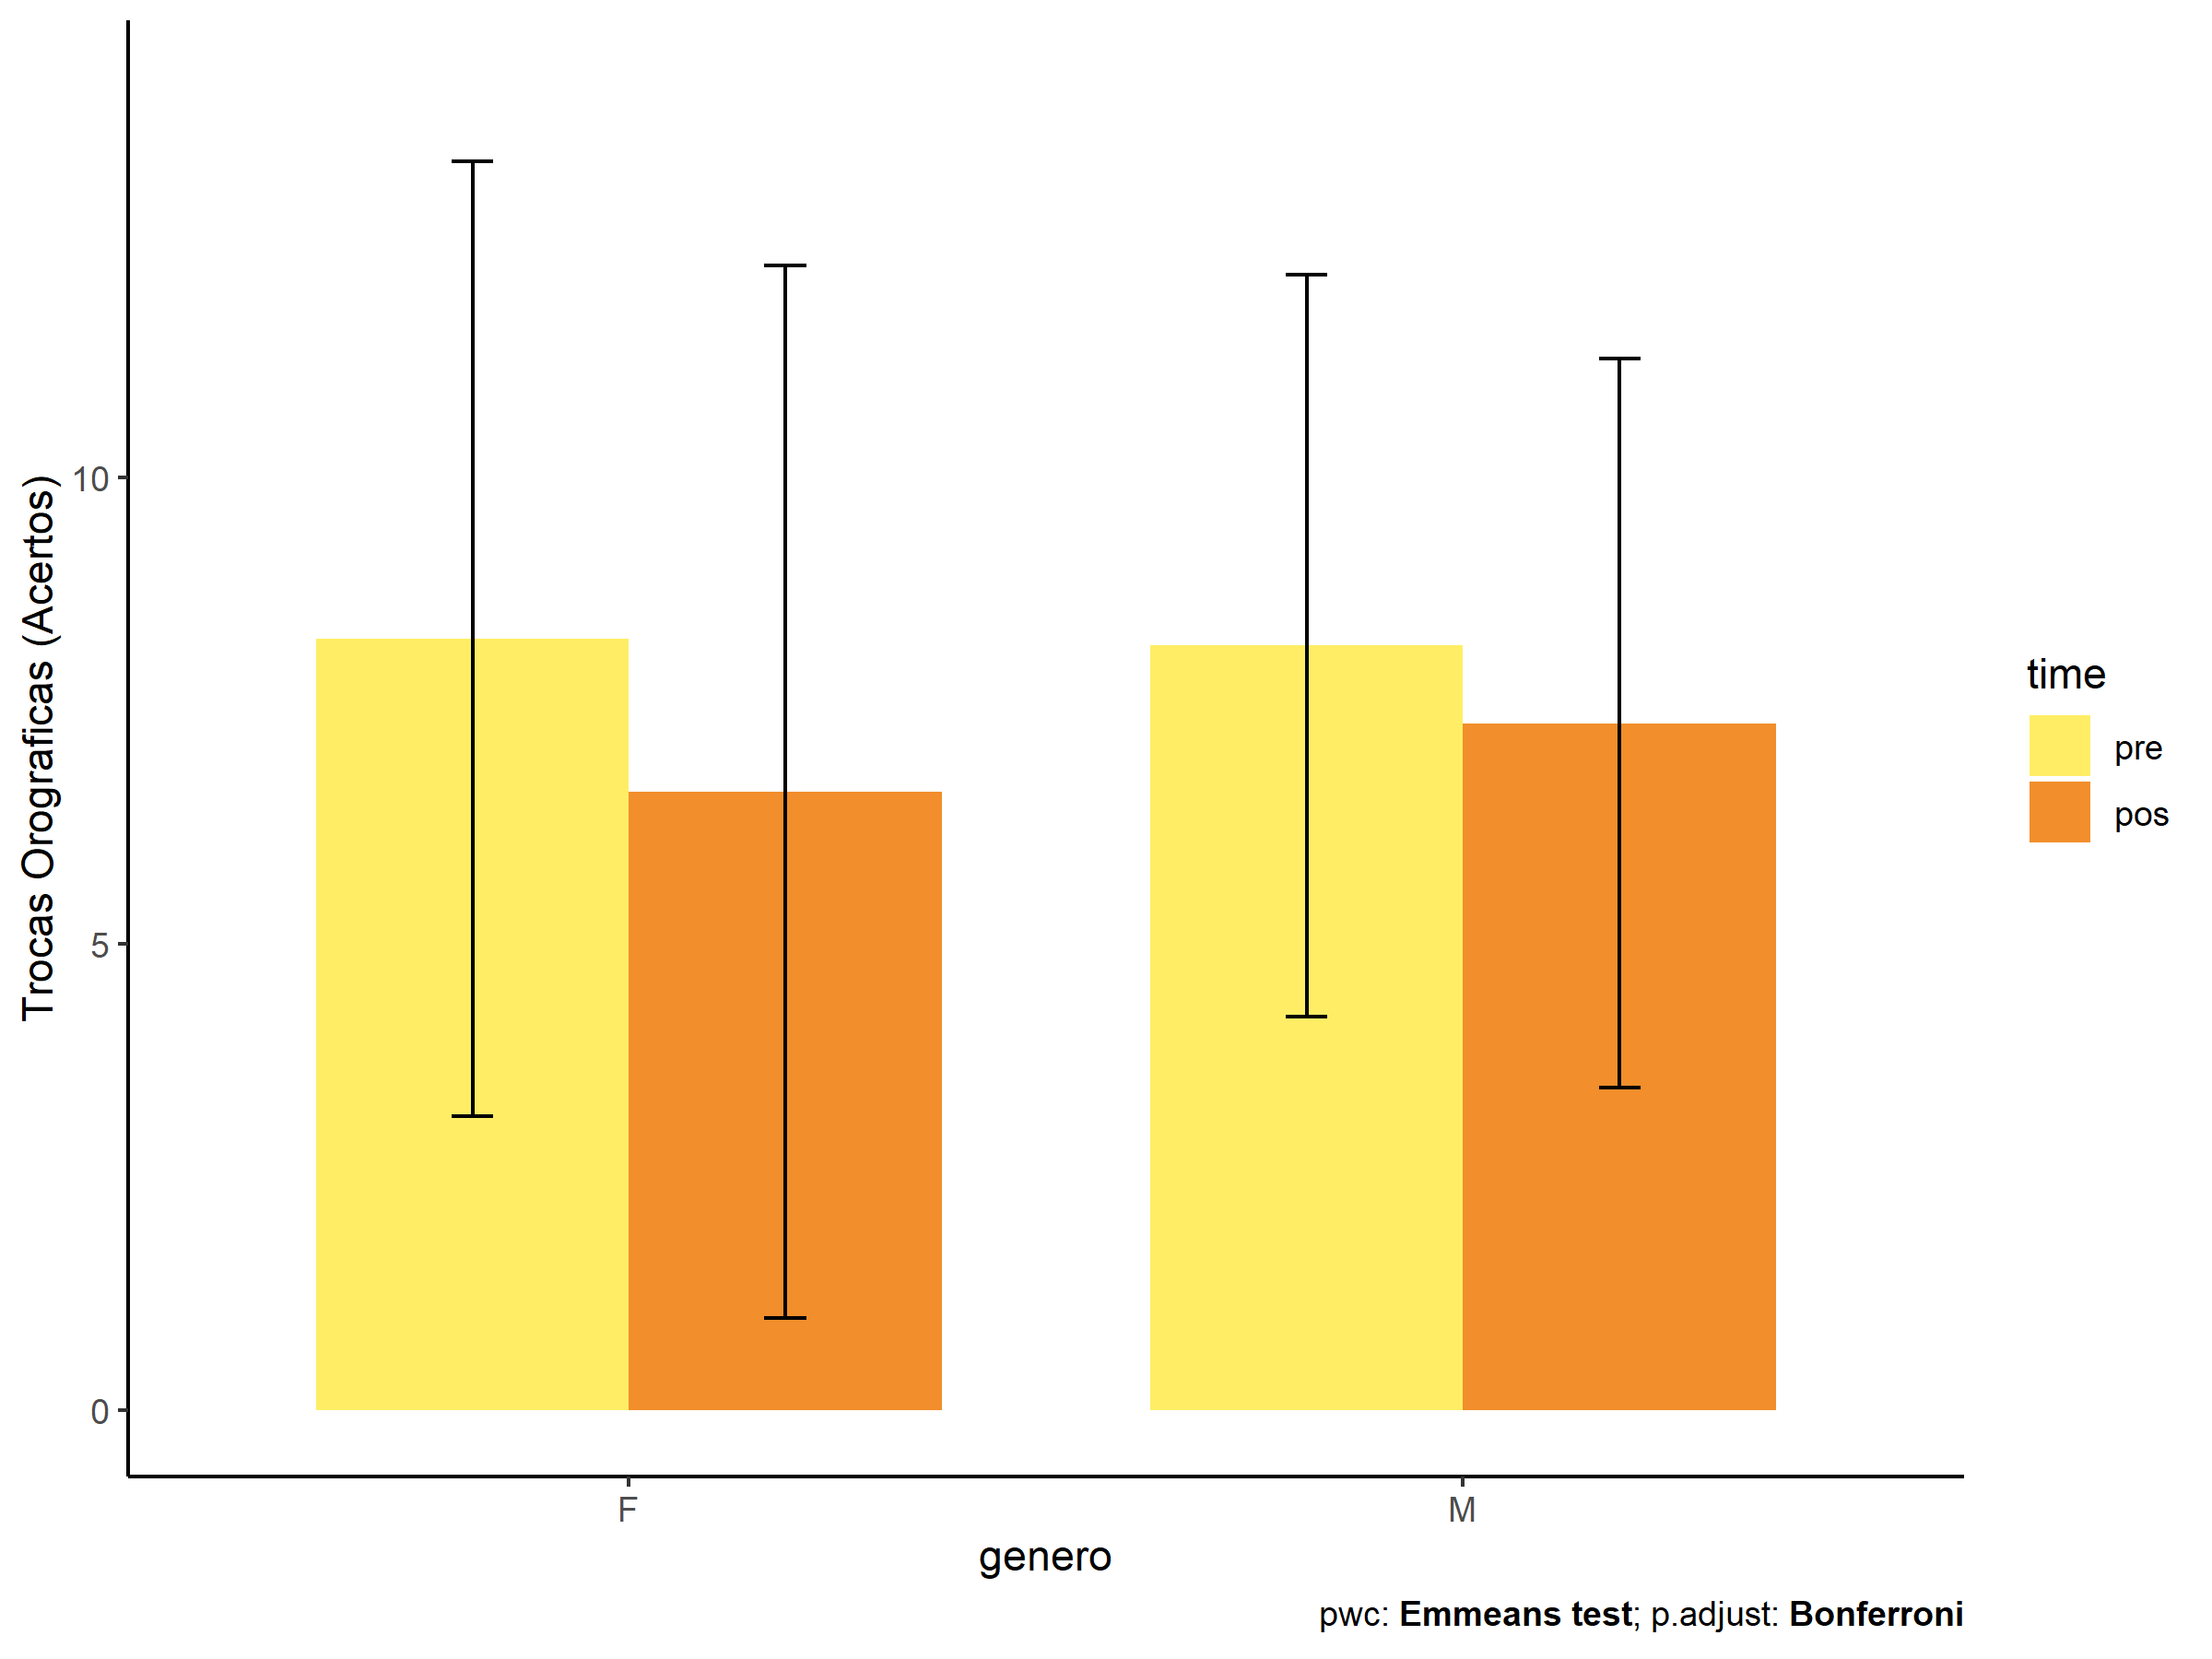 Trocas Orograficas (Acertos)
10
5
0
F
M
genero
time
pre
pos
pwc: Emmeans test; p.adjust: Bonferroni